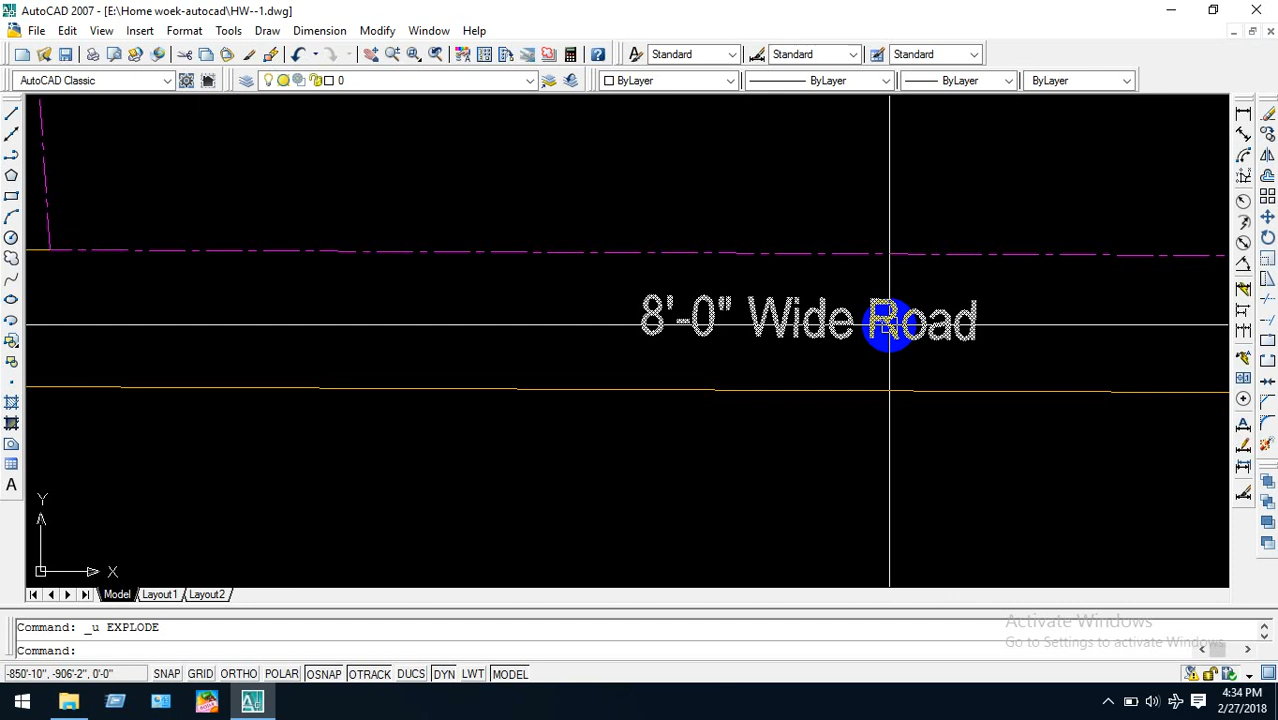 AutoCAD 2007 - [E:\Home woek-autocad\HW--1.dwg]
File Edit View Insert Format Tools Draw Dimension Modify Window Help
Standard Standard Standard
AutoCAD Classic 0 ByLayer ByLayer ByLayer ByLayer
8'-0" Wide Road
Y
X
A
Model Layout1 Layout2
Command: _u EXPLODE
Activate Windows
Command:
Go to Settings to activate Windows.
-850'-10", -906'-2", 0'-0" SNAP GRID ORTHO POLAR OSNAP OTRACK DUCS DYN LWT MODEL
4:34 PM
2/27/2018